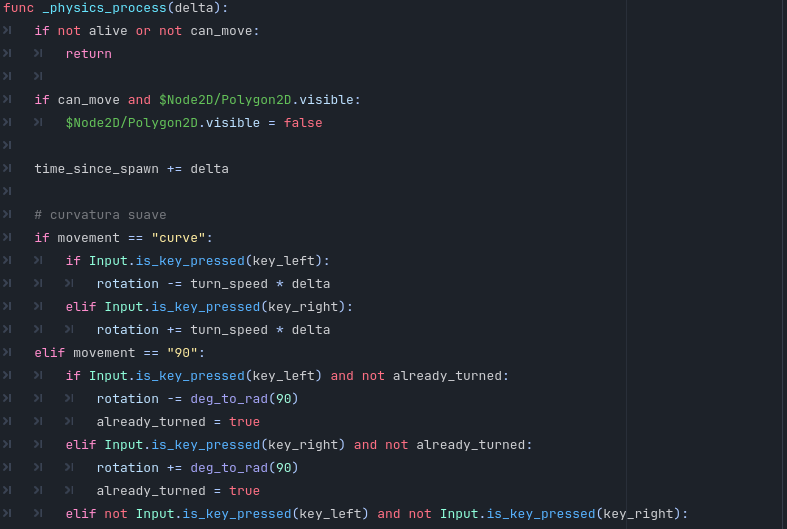 func _physics_process(delta):
if not alive or not can_move:
return
if can_move and $Node2D/Polygon2D.visible:
$Node2D/Polygon2D.visible = false
time_since_spawn += delta
# curvatura suave
if movement == "curve":
if Input.is_key_pressed(key_left):
rotation -= turn_speed * delta
elif Input.is_key_pressed(key_right):
rotation += turn_speed * delta
elif movement == "90":
if Input.is_key_pressed(key_left) and not already_turned:
rotation -= deg_to_rad(90)
already_turned = true
elif Input.is_key_pressed(key_right) and not already_turned:
rotation += deg_to_rad(90)
already_turned = true
elif not Input.is_key_pressed(key_left) and not Input.is_key_pressed(key_right):